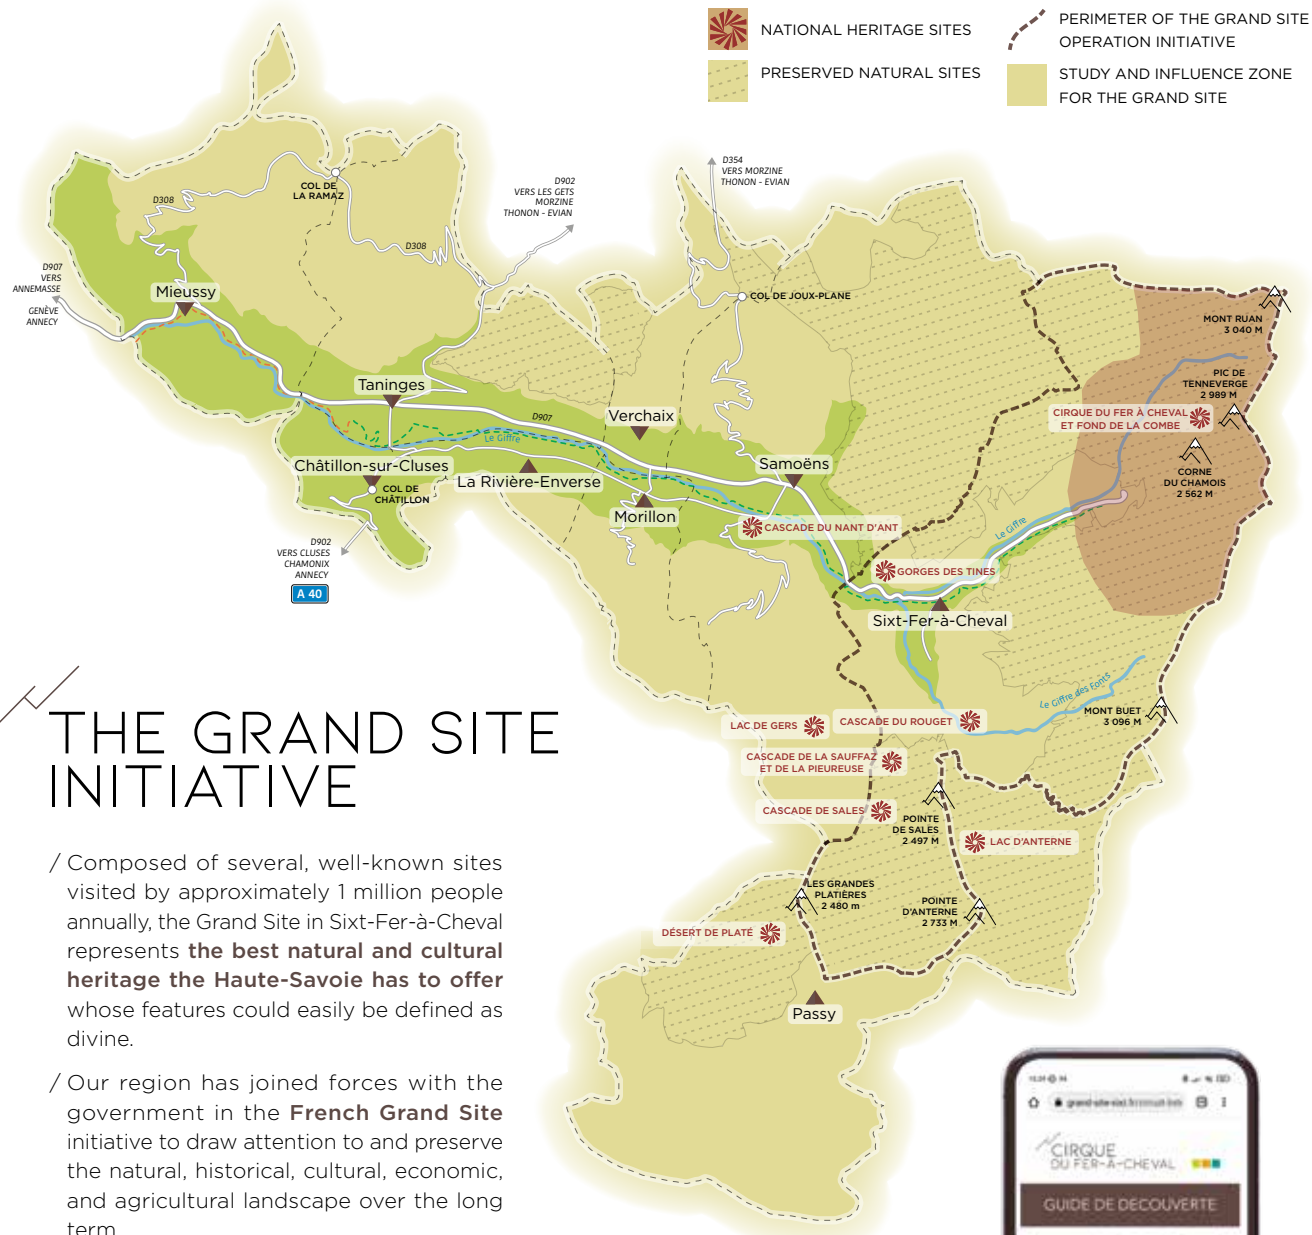 NATIONAL HERITAGE SITES
PRESERVED NATURAL SITES
PERIMETER OF THE GRAND SITE
OPERATION INITIATIVE
STUDY AND INFLUENCE ZONE
FOR THE GRAND SITE
D354
VERS MORZINE
THONON - EVIAN
D902
VERS LES GETS
MORZINE
THONON - EVIAN
COL DE
LA RAMAZ
D308
D308
D907
VERS
ANNEMASSE
GENÈVE
ANNECY
Mieussy
COL DE JOUX-PLANE
MONT RUAN
3 040 M
PIC DE
TENNEVERGE
2 989 M
CIRQUE DU FER À CHEVAL
ET FOND DE LA COMBE
CORNE
DU CHAMOIS
2 562 M
Taninges
D907
Verchaix
Le Giffre
Châtillon-sur-Cluses
COL DE
CHÂTILLON
La Rivière-Enverse
Samoëns
Morillon
CASCADE DU NANT D'ANT
Le Giffre
D902
VERS CLUSES
CHAMONIX
ANNECY
A 40
GORGES DES TINES
Sixt-Fer-à-Cheval
Le Giffre des Fonts
MONT BUET
3 096 M
LAC DE GERS
CASCADE DU ROUGET
CASCADE DE LA SAUFFAZ
ET DE LA PIEUREUSE
CASCADE DE SALES
POINTE
DE SALES
2 497 M
LAC D'ANTERNE
LES GRANDES
PLATIÈRES
2 480 m
POINTE
D'ANTERNE
2 733 M
DÉSERT DE PLATÉ
Passy
THE GRAND SITE
INITIATIVE
/ Composed of several, well-known sites
visited by approximately 1 million people
annually, the Grand Site in Sixt-Fer-à-Cheval
represents the best natural and cultural
heritage the Haute-Savoie has to offer
whose features could easily be defined as
divine.
/ Our region has joined forces with the
government in the French Grand Site
initiative to draw attention to and preserve
the natural, historical, cultural, economic,
and agricultural landscape over the long
term
CIRQUE
DU FER-À-CHEVAL
GUIDE DE DECOUVERTE